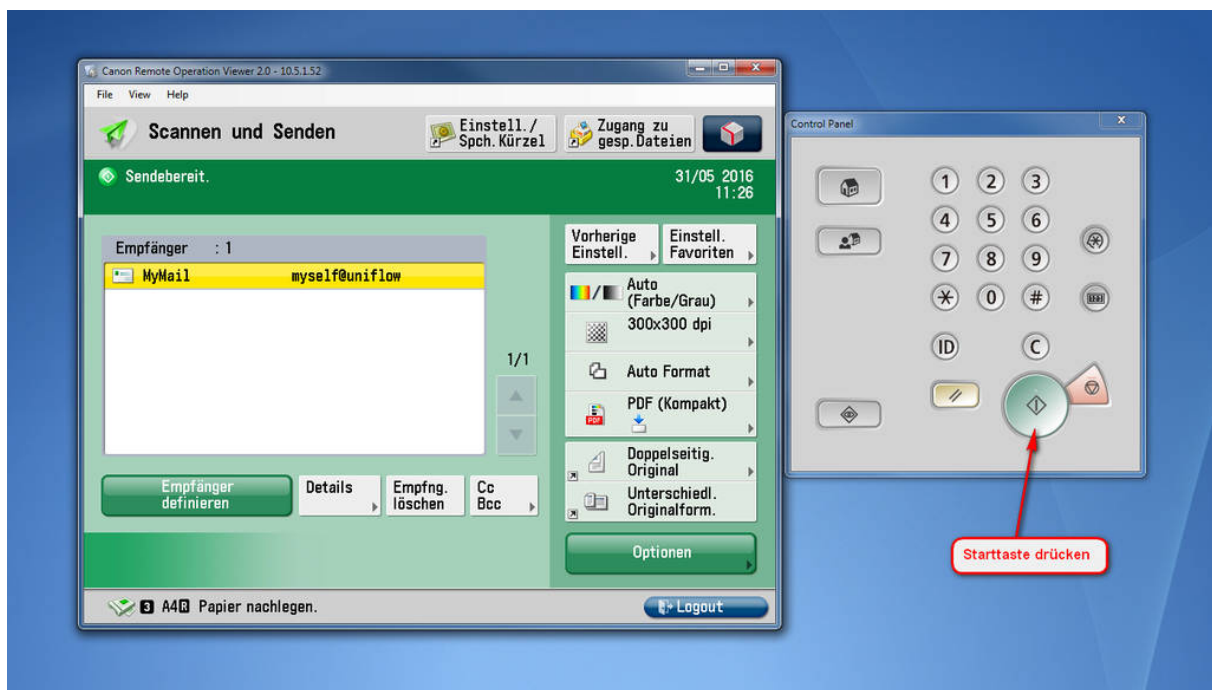 Canon Remote Operation Viewer 2.0 - 10.5.1.52
File View Help
Scannen und Senden
Einstell./
Spch.Kürzel
Zugang zu
gesp.Dateien
Sendebereit.
31/05 2016
11:26
Empfänger : 1
MyMail myself@uniflow
1/1
Empfänger
definieren
Details
Empfng.
löschen
Cc
Bcc
Vorherige
Einstell.
Einstell.
Favoriten
Auto
(Farbe/Grau)
300x300 dpi
Auto Format
PDF
PDF (Kompakt)
Doppelseitig.
Original
Unterschiedl.
Originalform.
Optionen
3 A4R Papier nachlegen.
Logout
Control Panel
X
1 2 3
4 5 6
7 8 9
* 0 #
ID C
Starttaste drücken